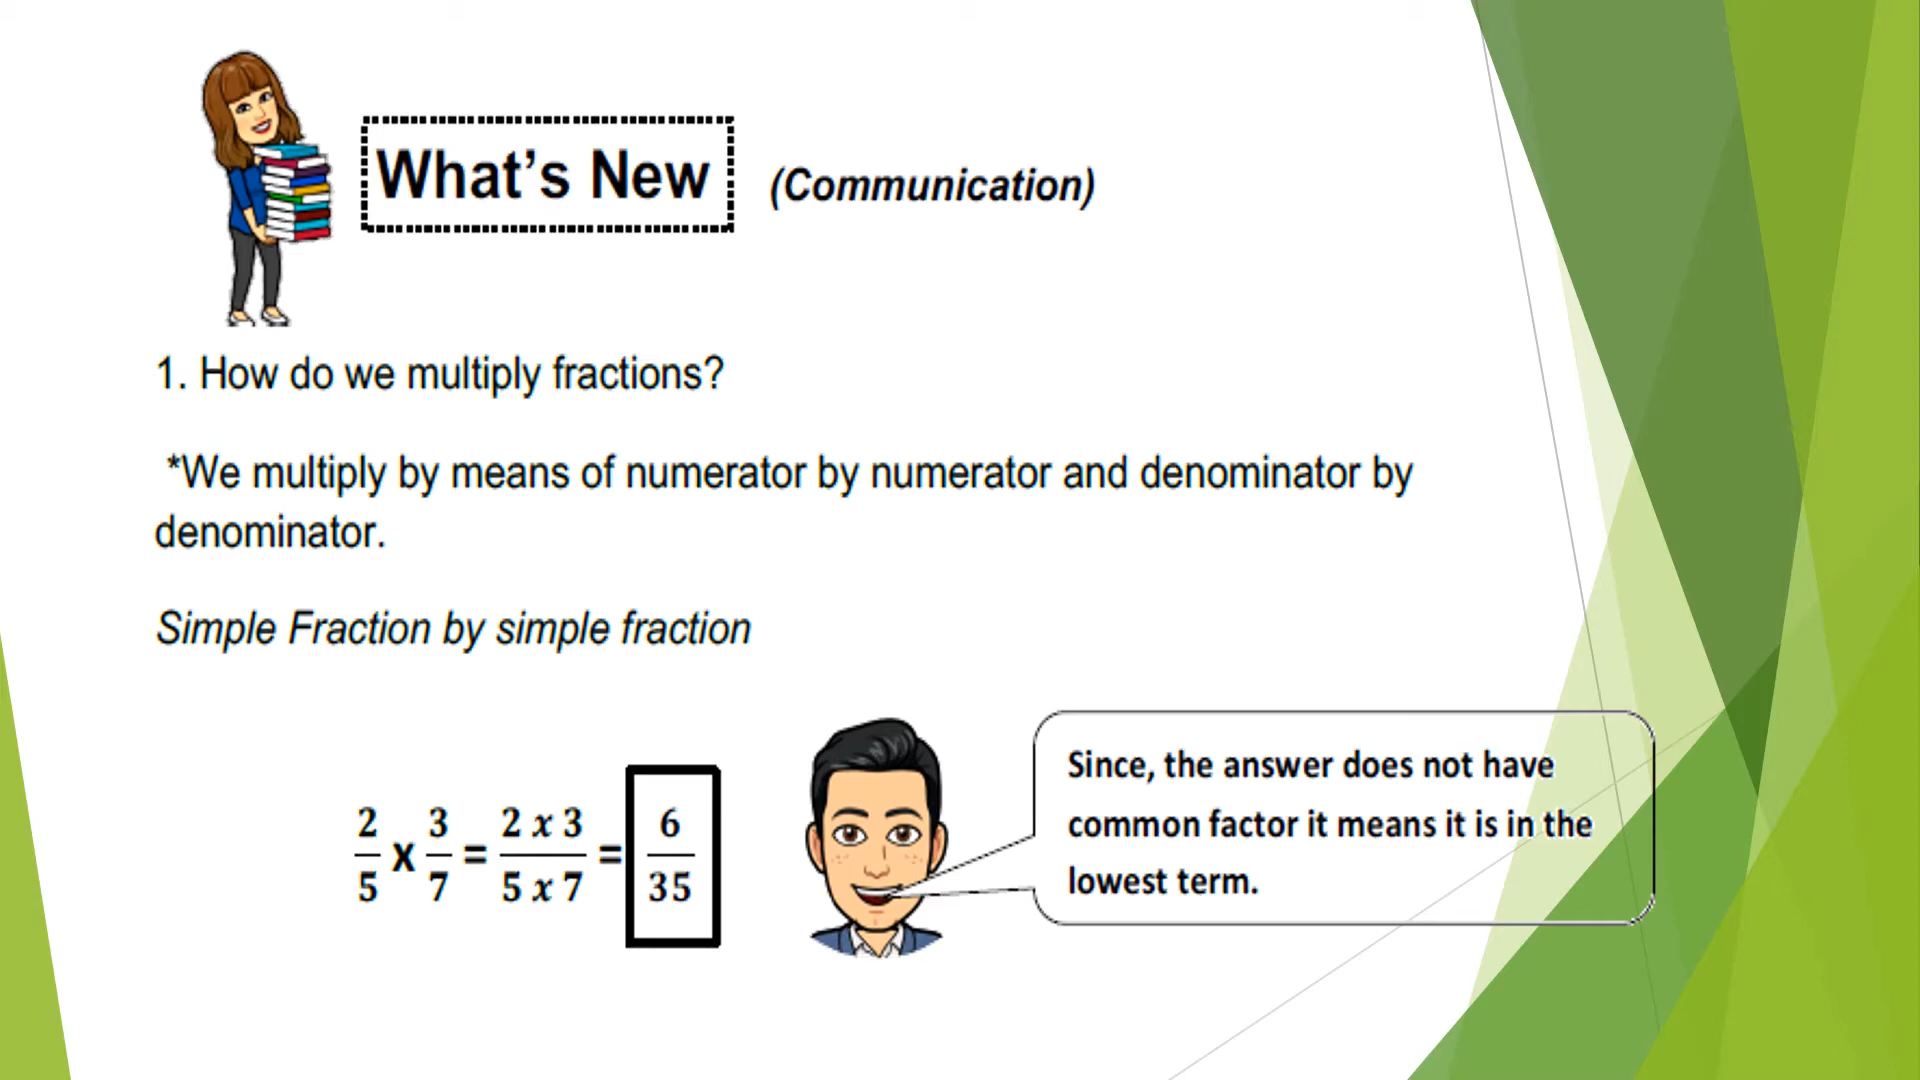 What's New (Communication)
1. How do we multiply fractions?
*We multiply by means of numerator by numerator and denominator by
denominator.
Simple Fraction by simple fraction
2/5 x 3/7 = 2 x 3/5 x 7 = 6/35
Since, the answer does not have
common factor it means it is in the
lowest term.